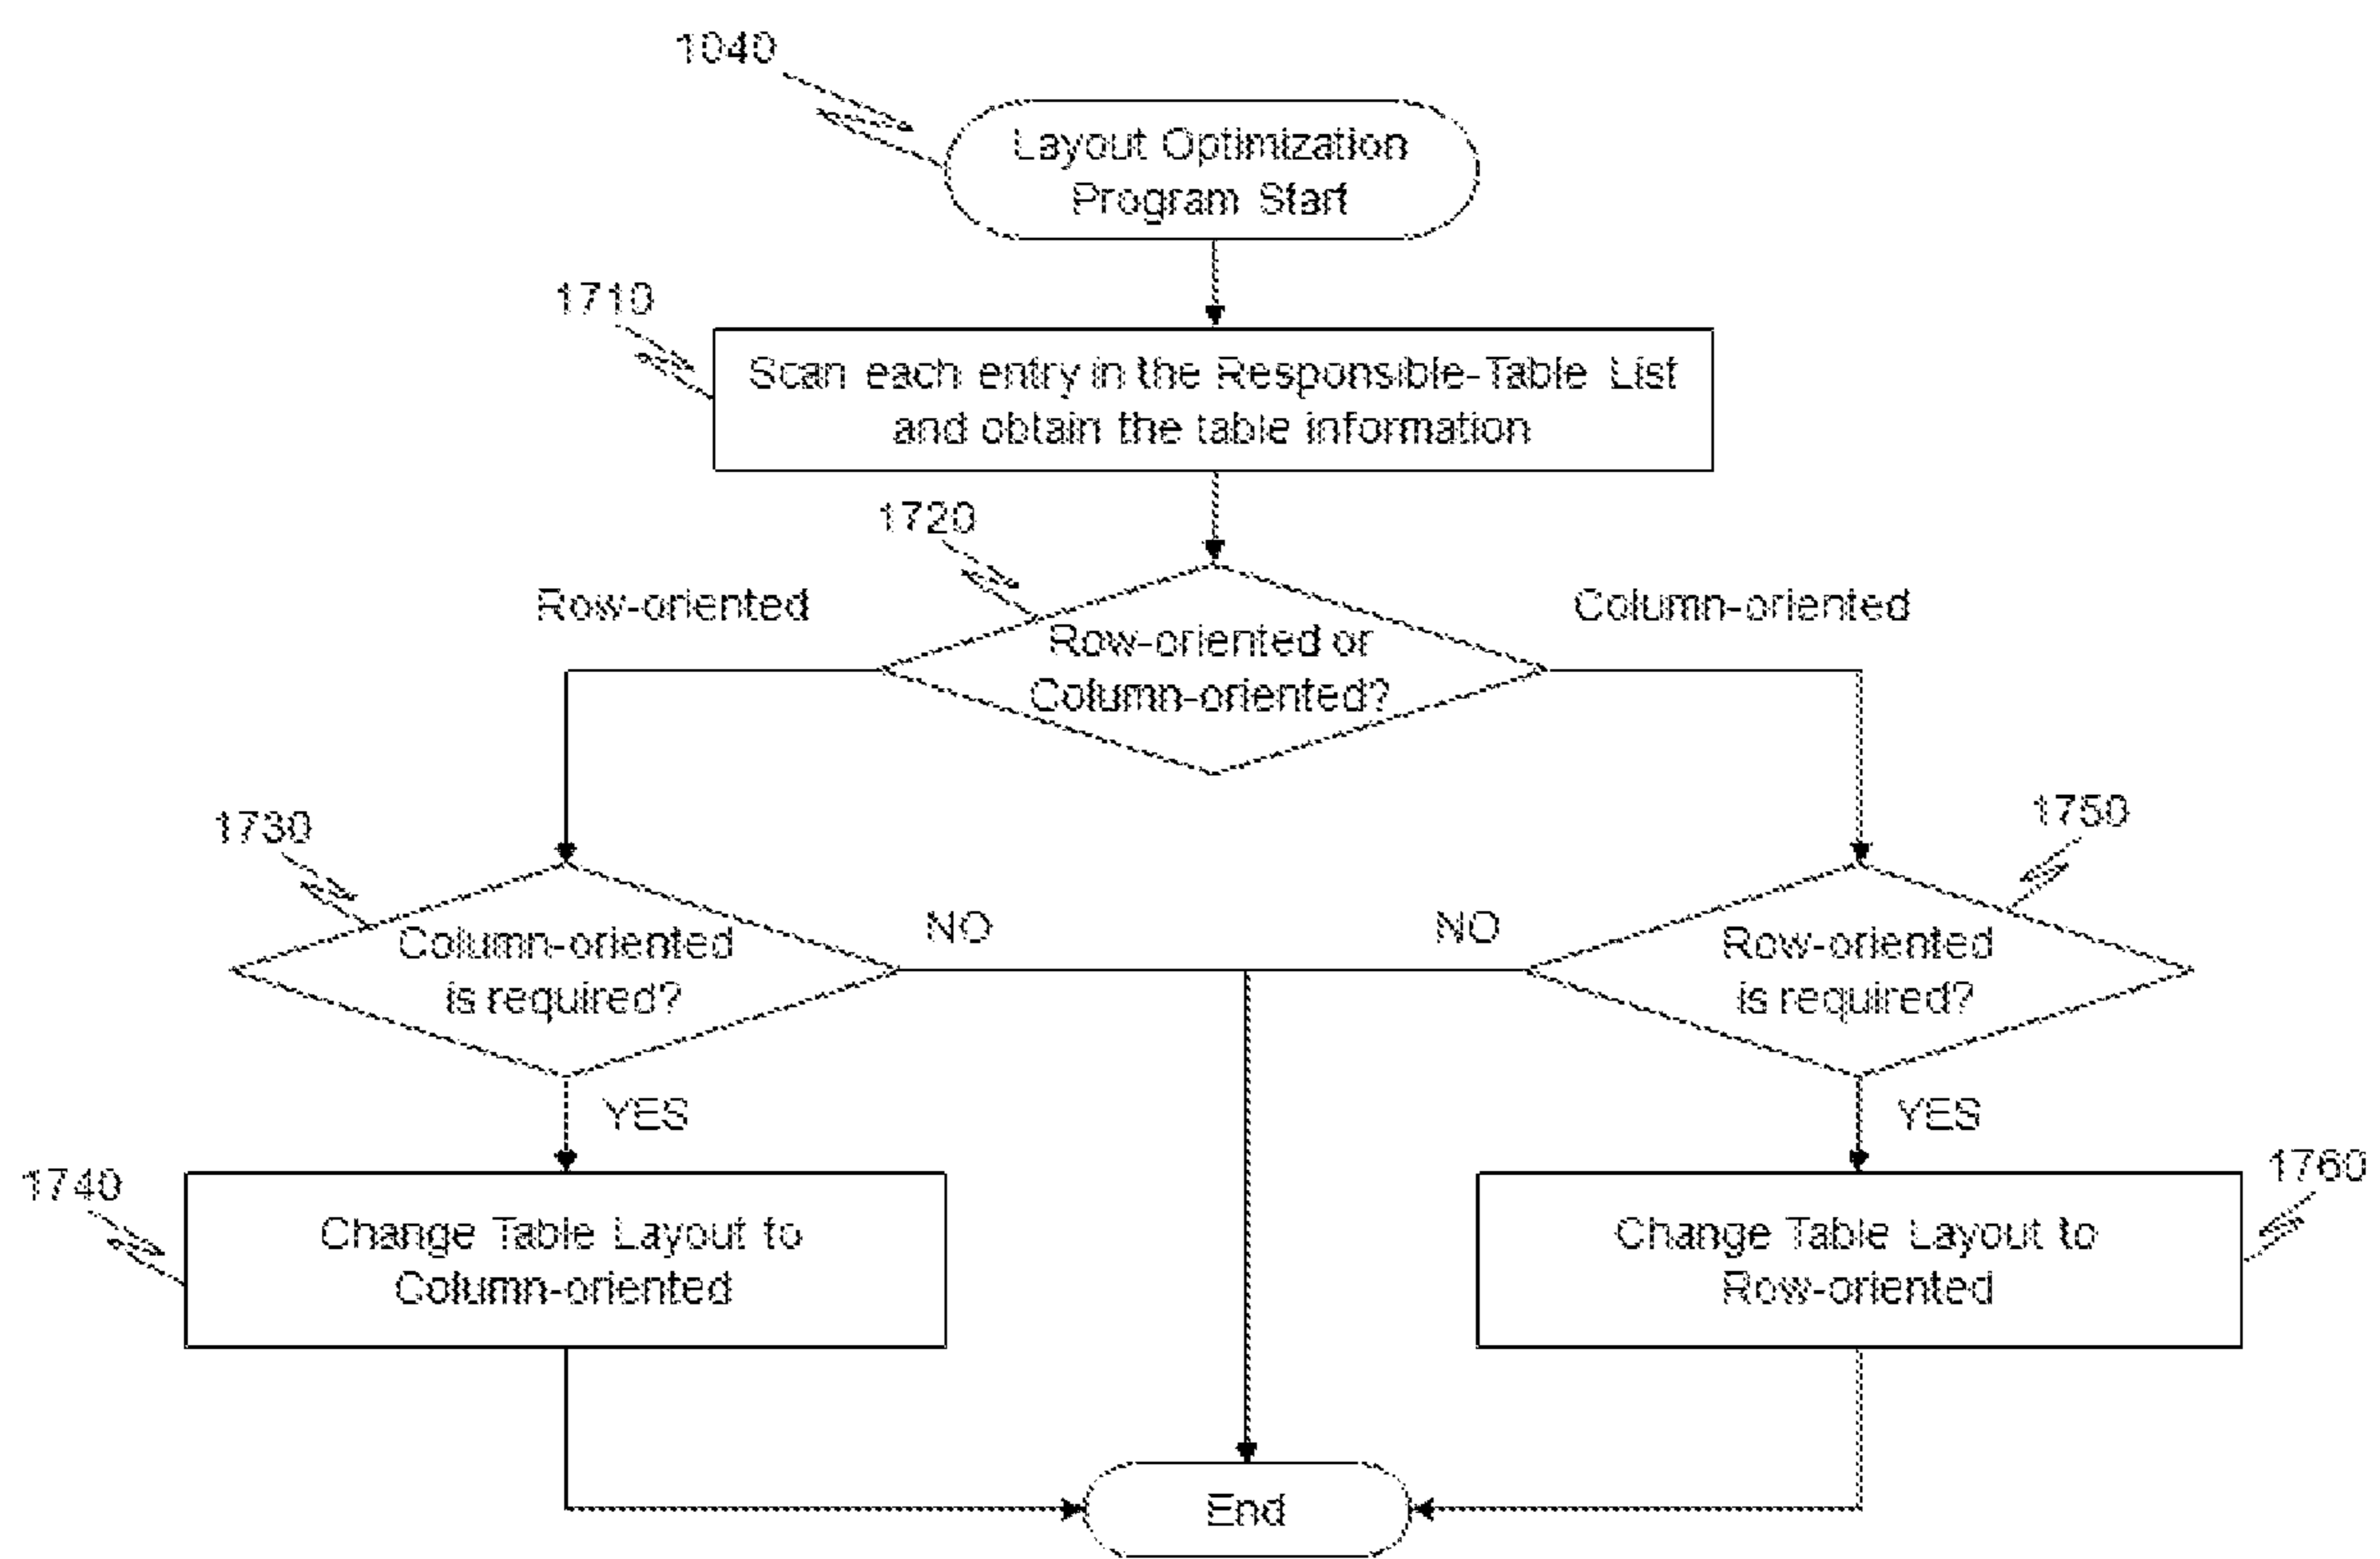 1040
Layout Optimization
Program Start
1710
Scan each entry in the Responsible-Table List
and obtain the table information
1720
Row-oriented
Column-oriented
Row-oriented or
Column-oriented?
1730
1750
Column-oriented
is required?
NO
NO
Row-oriented
is required?
YES
YES
1740
1760
Change Table Layout to
Column-oriented
Change Table Layout to
Row-oriented
End